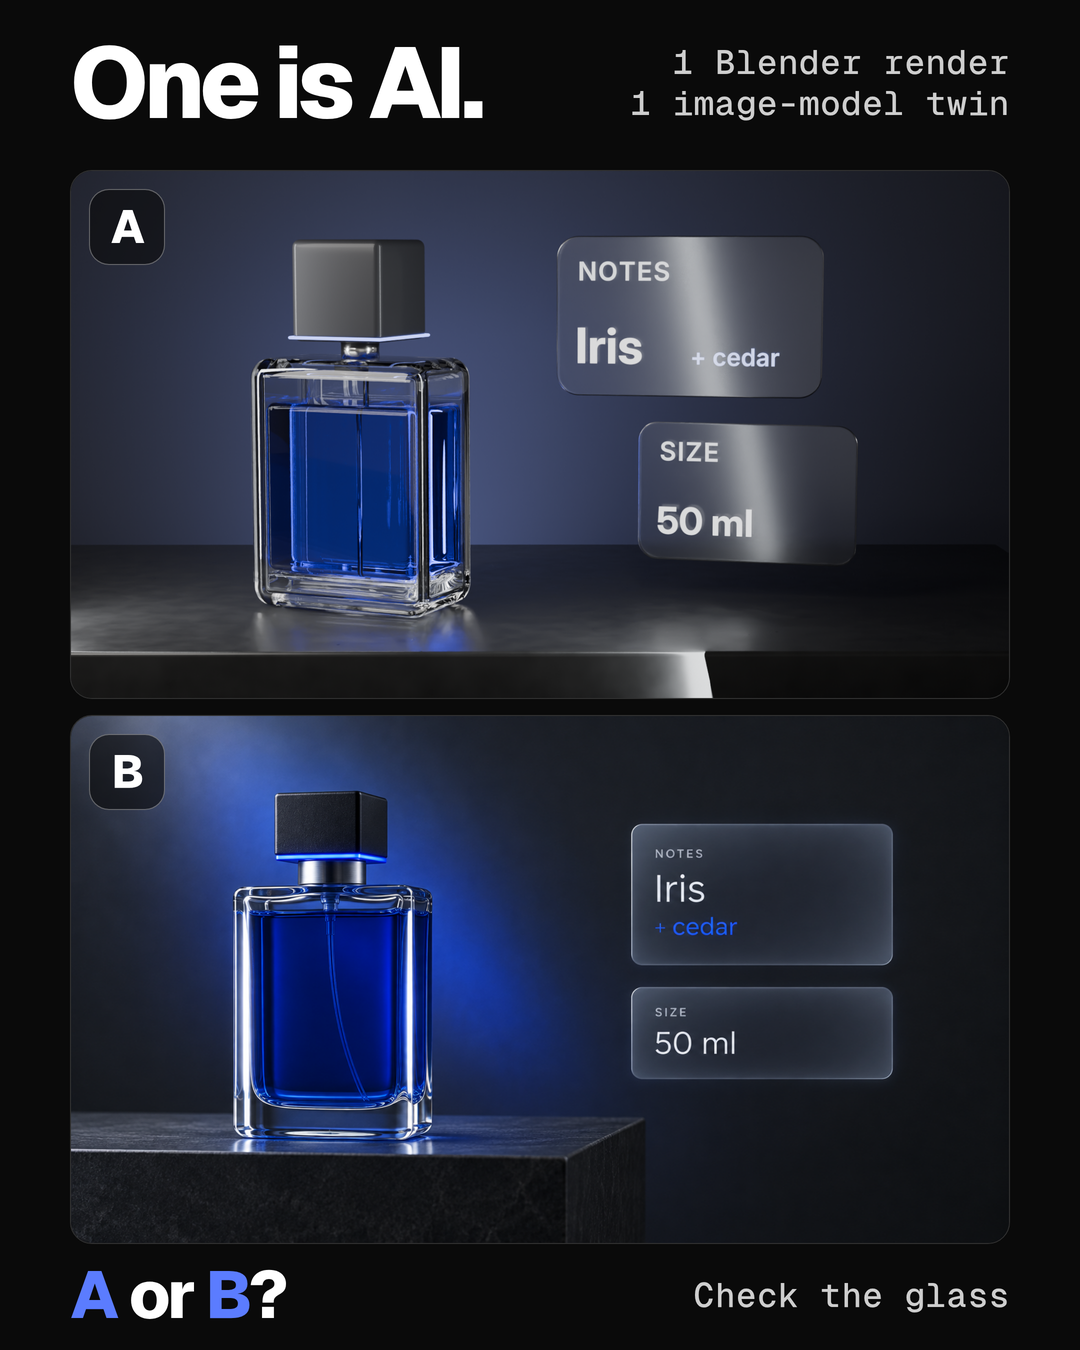 One is AI.
1 Blender render
1 image-model twin
A
NOTES
Iris + cedar
SIZE
50 ml
B
NOTES
Iris
+ cedar
SIZE
50 ml
A or B?
Check the glass